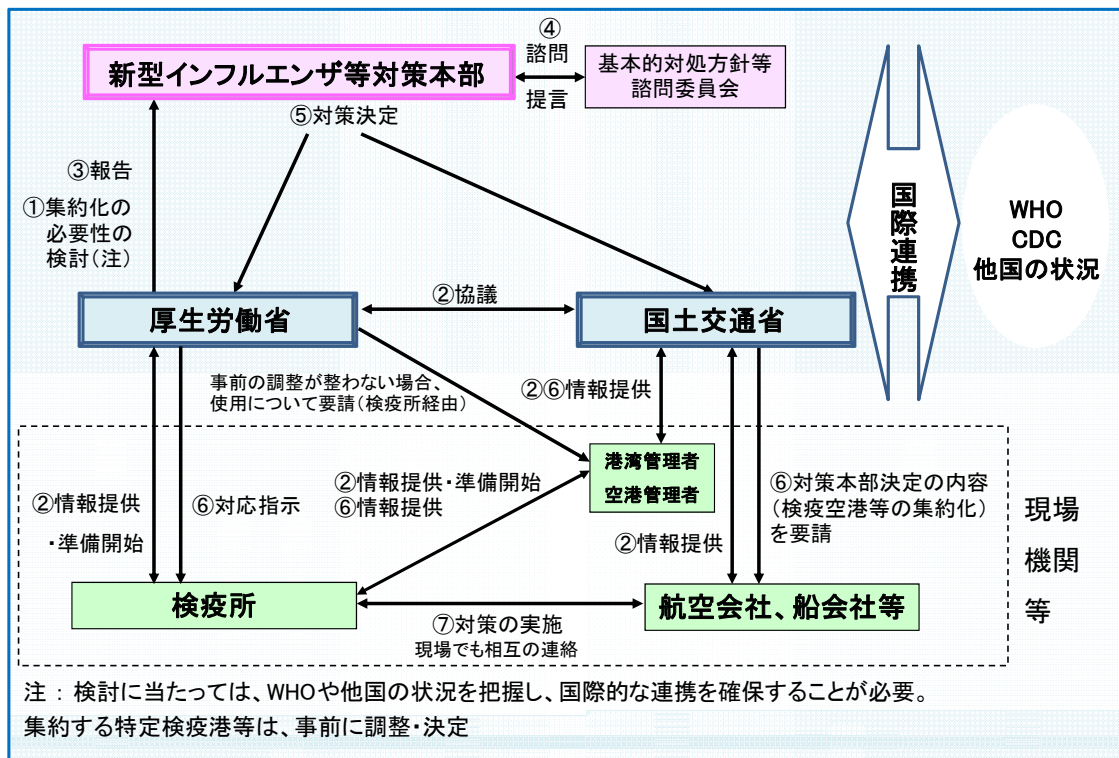 ④
諮問
新型インフルエンザ等対策本部
基本的対処方針等
諮問委員会
提言
⑤対策決定
③報告
①集約化の
必要性の
検討(注)
国際連携
WHO
CDC
他国の状況
厚生労働省
②協議
国土交通省
事前の調整が整わない場合、
使用について要請(検疫所経由)
②⑥情報提供
港湾管理者
空港管理者
②情報提供
・準備開始
⑥対応指示
②情報提供・準備開始
⑥情報提供
②情報提供
⑥対策本部決定の内容
(検疫空港等の集約化)
を要請
現場
機関
等
検疫所
航空会社、船会社等
⑦対策の実施
現場でも相互の連絡
注 : 検討に当たっては、WHOや他国の状況を把握し、国際的な連携を確保することが必要。
集約する特定検疫港等は、事前に調整・決定